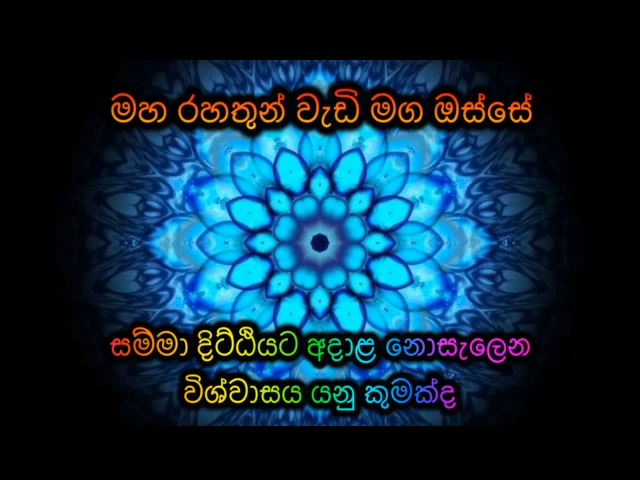 මහ රහතුන් වැඩි මග ඔස්සේ
සම්මා දිට්ඨියට අදාළ නොසැලෙන
විශ්වාසය යනු කුමක්ද